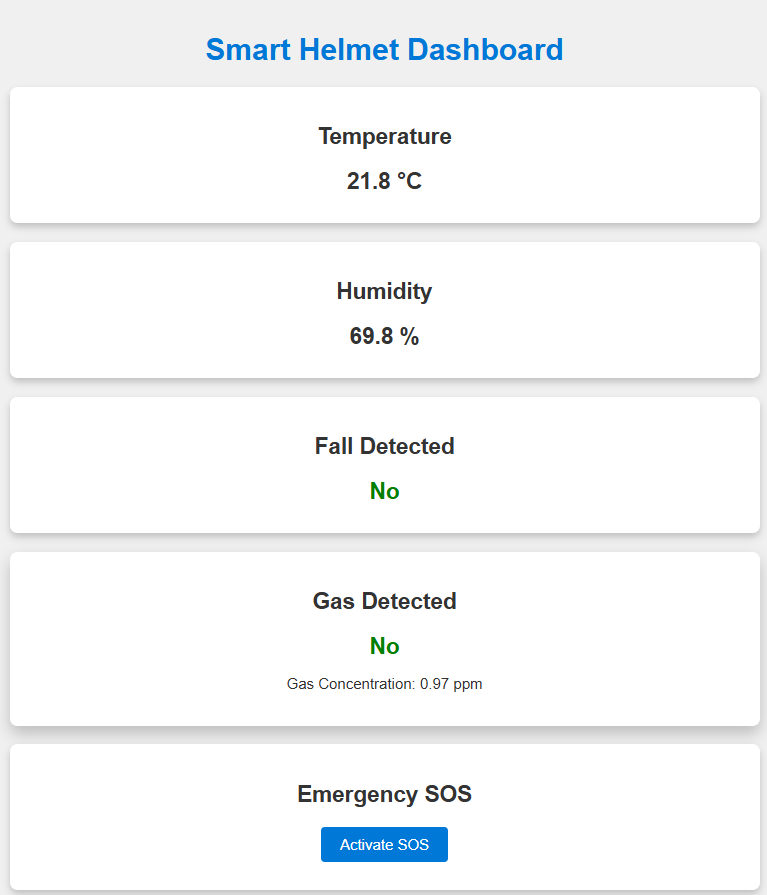 Smart Helmet Dashboard
Temperature
21.8 °C
Humidity
69.8 %
Fall Detected
No
Gas Detected
No
Gas Concentration: 0.97 ppm
Emergency SOS
Activate SOS